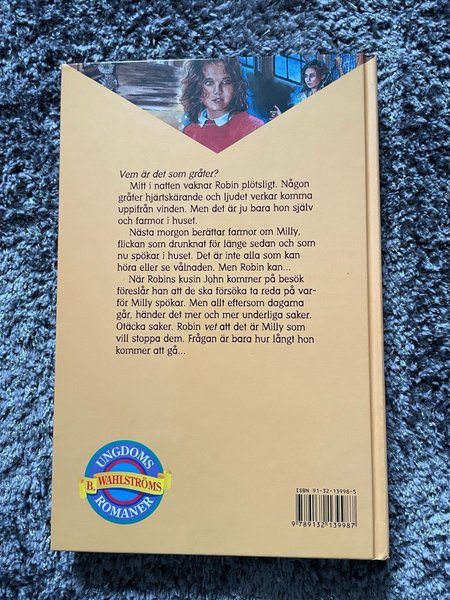 Vem är det som gråter?
Mitt i natten vaknar Robin plötsligt. Någon
gråter hjärtskärande och ljudet verkar komma
uppifrån vinden. Men det är ju bara hon själv
och farmor i huset.
Nästa morgon berättar farmor om Milly,
flickan som drunknat för länge sedan och som
nu spökar i huset. Det är inte alla som kan
höra eller se vålnaden. Men Robin kan...
När Robins kusin John kommer på besök
föreslår han att de ska försöka ta reda på var-
för Milly spökar. Men allt eftersom dagarna
går, händer det mer och mer underliga saker.
Otäcka saker. Robin vet att det är Milly som
vill stoppa dem. Frågan är bara hur långt hon
kommer att gå...
UNGDOMS
B. WAHLSTRÖMS
ROMANER
ISBN 91-32-13998-5
9 789132 139987